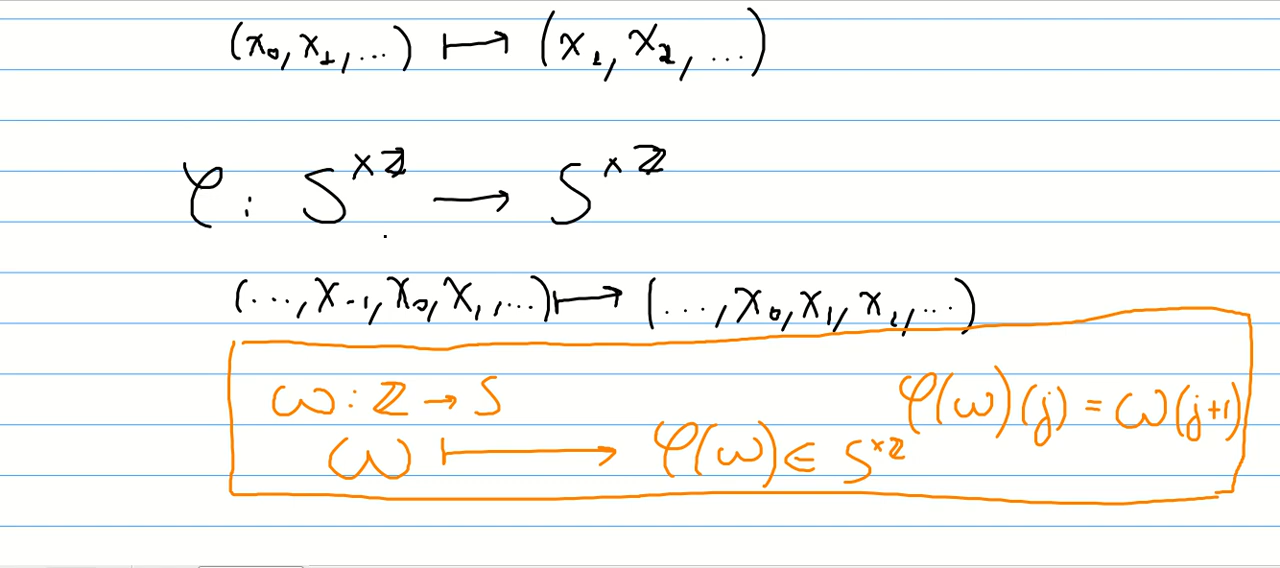 (x₀, x₁, ...) ↦ (x₁, x₂, ...)
φ : S^{×ℤ} → S^{×ℤ}
(..., x₋₁, x₀, x₁, ...) ↦ (..., x₀, x₁, x₂, ...)
ω : ℤ → S φ(ω)(j) = ω(j+1)
ω ↦ φ(ω) ∈ S^{×ℤ}